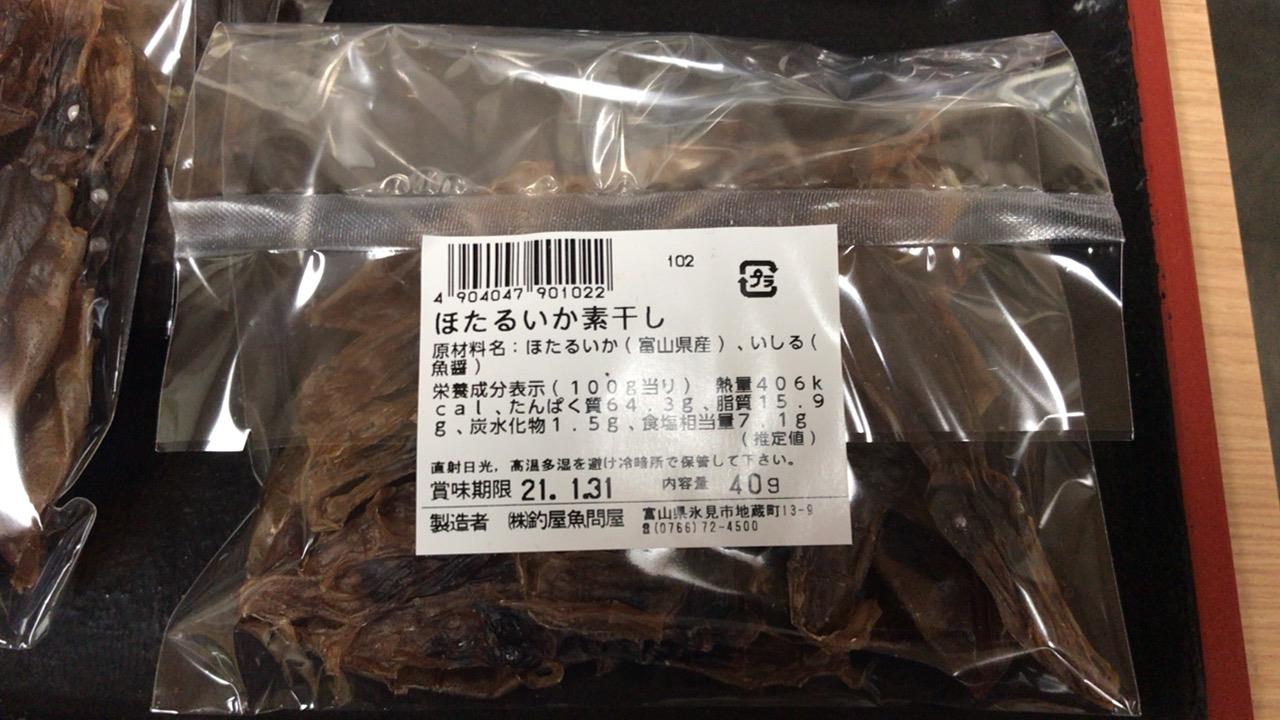 102
プラ
4 904047 901022
ほたるいか素干し
原材料名：ほたるいか（富山県産）、いしる（
魚醤）
栄養成分表示（１００ｇ当り）　熱量４０６ｋ
ｃａｌ、たんぱく質６４．３ｇ、脂質１５．９
ｇ、炭水化物１．５ｇ、食塩相当量７．１ｇ
（推定値）
直射日光，高温多湿を避け冷暗所で保管して下さい。
賞味期限 21. 1.31　内容量 40g
製造者　㈱釣屋魚問屋　富山県氷見市地蔵町13-9
☎(0766)72-4500